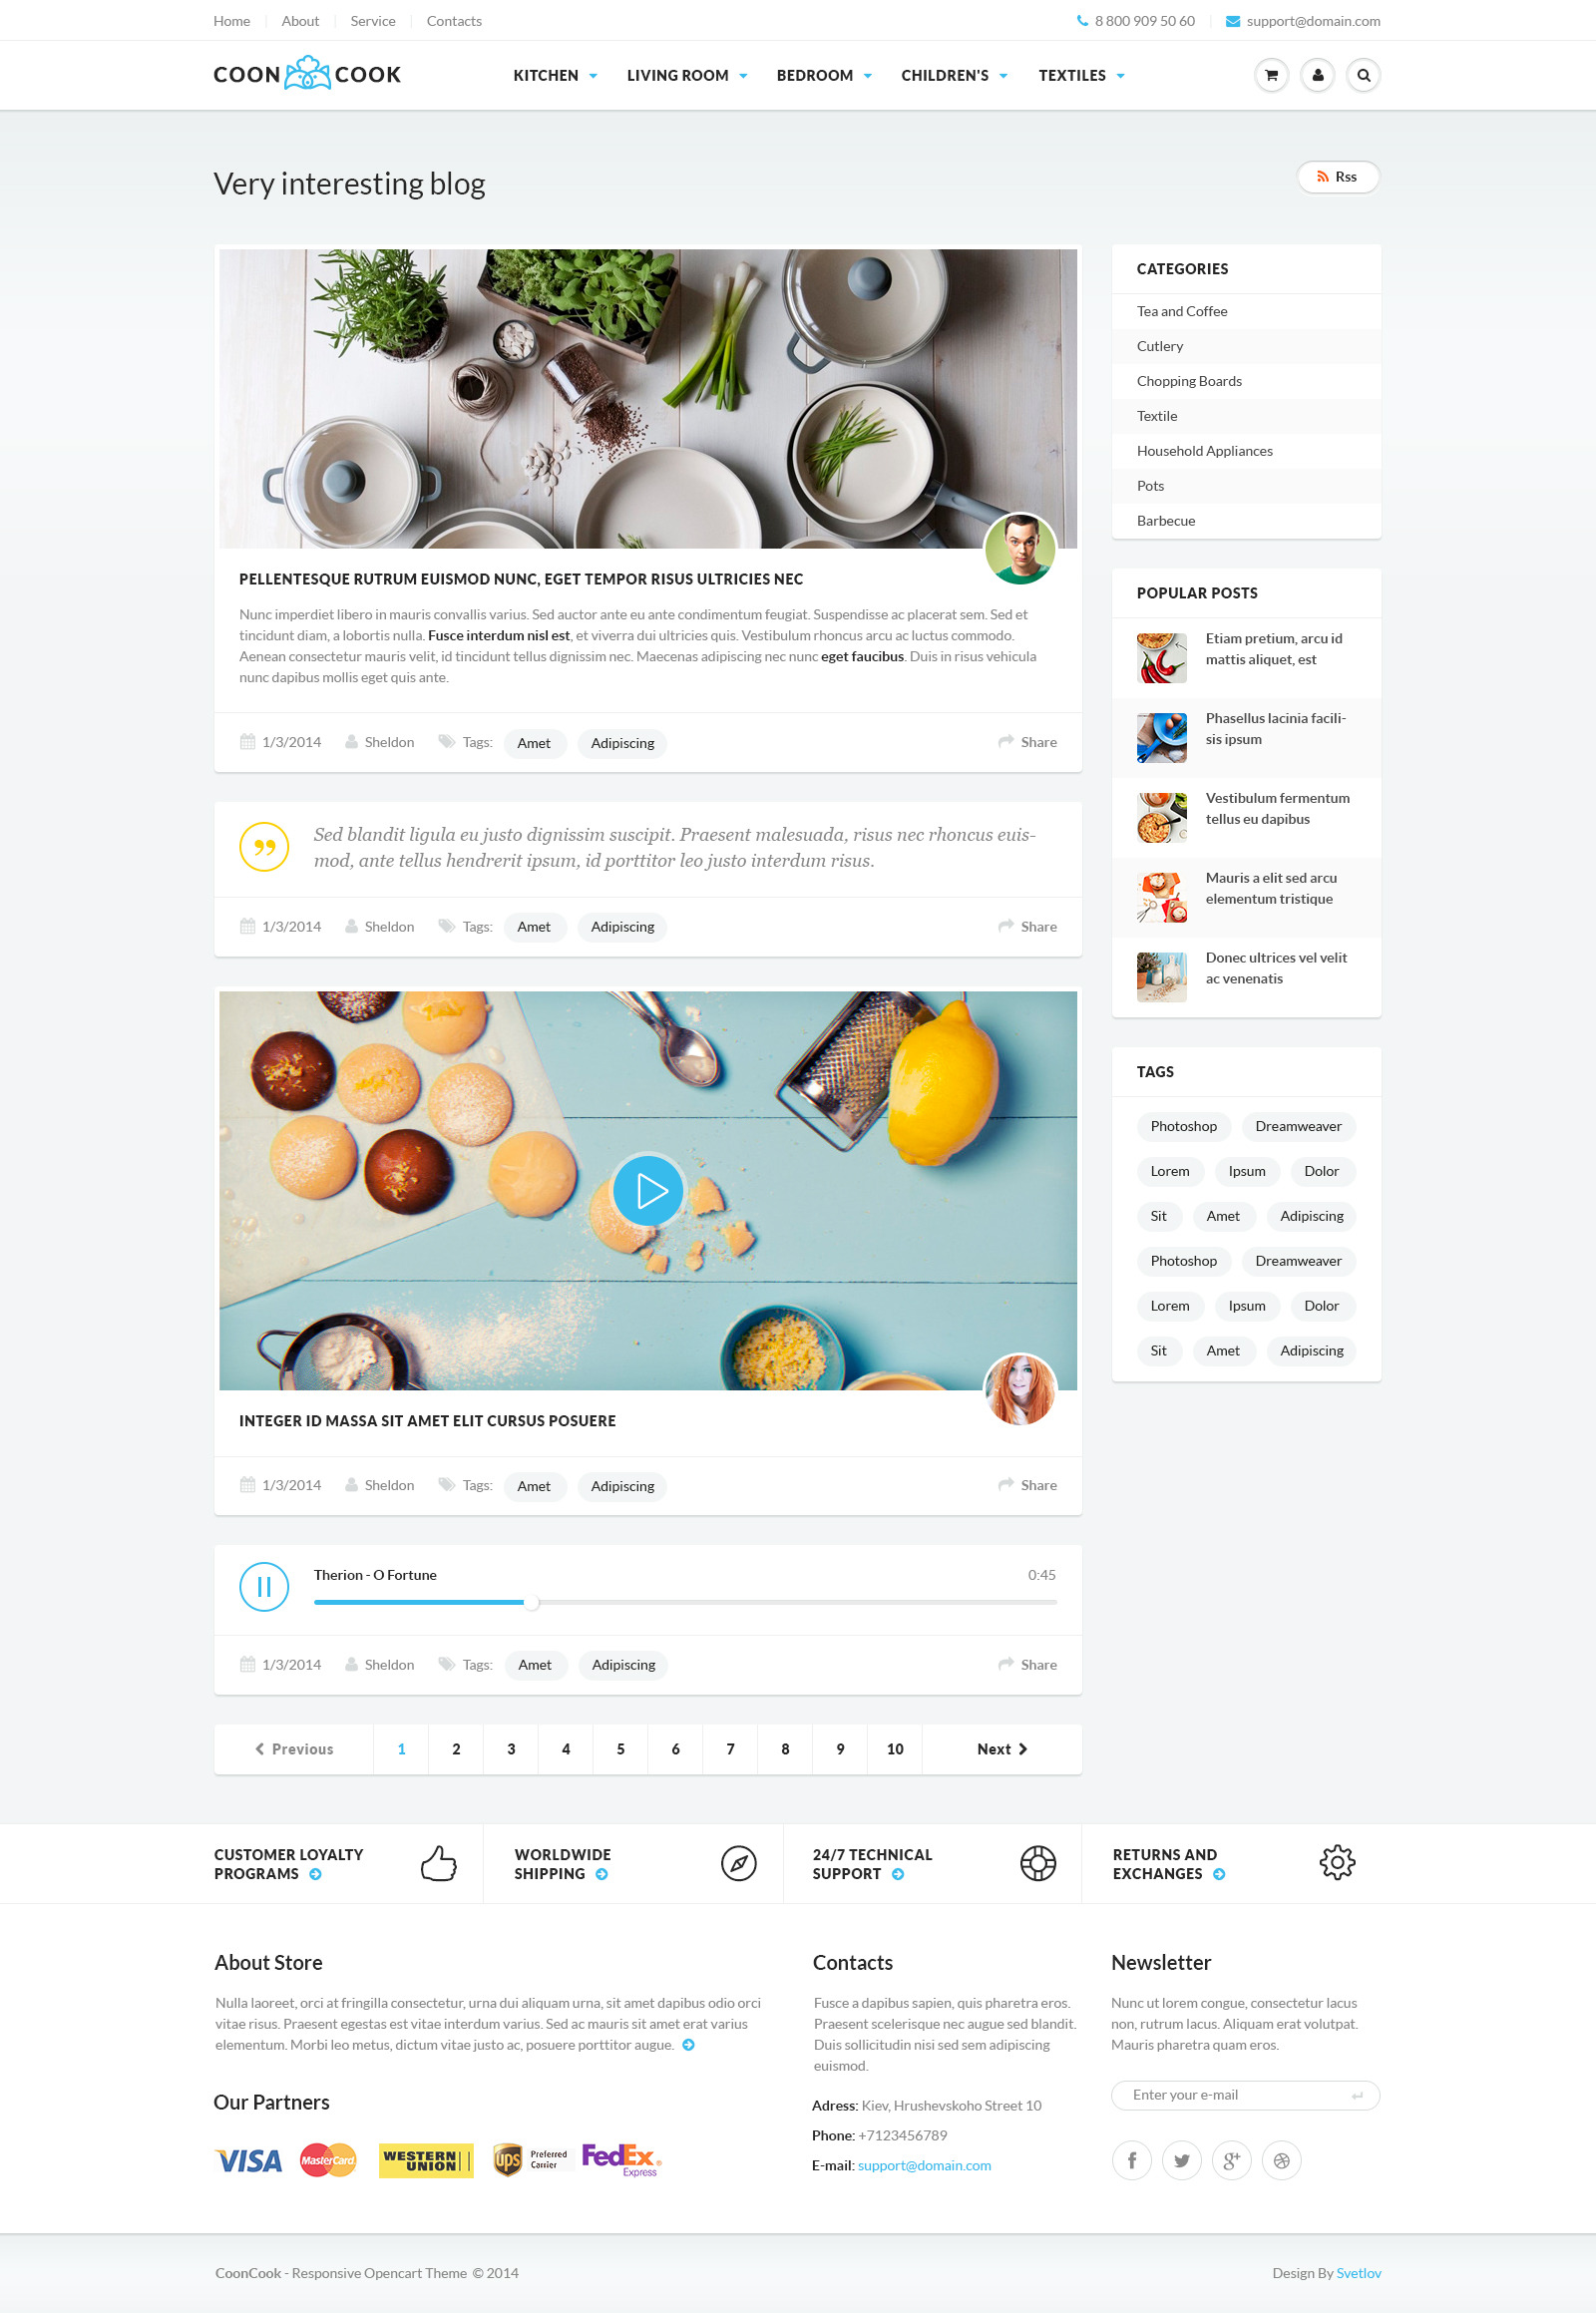 Home About Service Contacts
8 800 909 50 60 support@domain.com
COON COOK
KITCHEN LIVING ROOM BEDROOM CHILDREN'S TEXTILES
Very interesting blog
Rss
PELLENTESQUE RUTRUM EUISMOD NUNC, EGET TEMPOR RISUS ULTRICIES NEC
Nunc imperdiet libero in mauris convallis varius. Sed auctor ante eu ante condimentum feugiat. Suspendisse ac placerat sem. Sed et
tincidunt diam, a lobortis nulla. Fusce interdum nisl est, et viverra dui ultricies quis. Vestibulum rhoncus arcu ac luctus commodo.
Aenean consectetur mauris velit, id tincidunt tellus dignissim nec. Maecenas adipiscing nec nunc eget faucibus. Duis in risus vehicula
nunc dapibus mollis eget quis ante.
1/3/2014 Sheldon Tags: Amet Adipiscing Share
Sed blandit ligula eu justo dignissim suscipit. Praesent malesuada, risus nec rhoncus euis-
mod, ante tellus hendrerit ipsum, id porttitor leo justo interdum risus.
1/3/2014 Sheldon Tags: Amet Adipiscing Share
INTEGER ID MASSA SIT AMET ELIT CURSUS POSUERE
1/3/2014 Sheldon Tags: Amet Adipiscing Share
Therion - O Fortune 0:45
1/3/2014 Sheldon Tags: Amet Adipiscing Share
Previous 1 2 3 4 5 6 7 8 9 10 Next
CATEGORIES
Tea and Coffee
Cutlery
Chopping Boards
Textile
Household Appliances
Pots
Barbecue
POPULAR POSTS
Etiam pretium, arcu id
mattis aliquet, est
Phasellus lacinia facili-
sis ipsum
Vestibulum fermentum
tellus eu dapibus
Mauris a elit sed arcu
elementum tristique
Donec ultrices vel velit
ac venenatis
TAGS
Photoshop Dreamweaver
Lorem Ipsum Dolor
Sit Amet Adipiscing
Photoshop Dreamweaver
Lorem Ipsum Dolor
Sit Amet Adipiscing
CUSTOMER LOYALTY
PROGRAMS
WORLDWIDE
SHIPPING
24/7 TECHNICAL
SUPPORT
RETURNS AND
EXCHANGES
About Store
Nulla laoreet, orci at fringilla consectetur, urna dui aliquam urna, sit amet dapibus odio orci
vitae risus. Praesent egestas est vitae interdum varius. Sed ac mauris sit amet erat varius
elementum. Morbi leo metus, dictum vitae justo ac, posuere porttitor augue.
Our Partners
VISA MasterCard WESTERN UNION ups Preferred Carrier FedEx Express
Contacts
Fusce a dapibus sapien, quis pharetra eros.
Praesent scelerisque nec augue sed blandit.
Duis sollicitudin nisi sed sem adipiscing
euismod.
Adress: Kiev, Hrushevskoho Street 10
Phone: +7123456789
E-mail: support@domain.com
Newsletter
Nunc ut lorem congue, consectetur lacus
non, rutrum lacus. Aliquam erat volutpat.
Mauris pharetra quam eros.
Enter your e-mail
CoonCook - Responsive Opencart Theme © 2014
Design By Svetlov